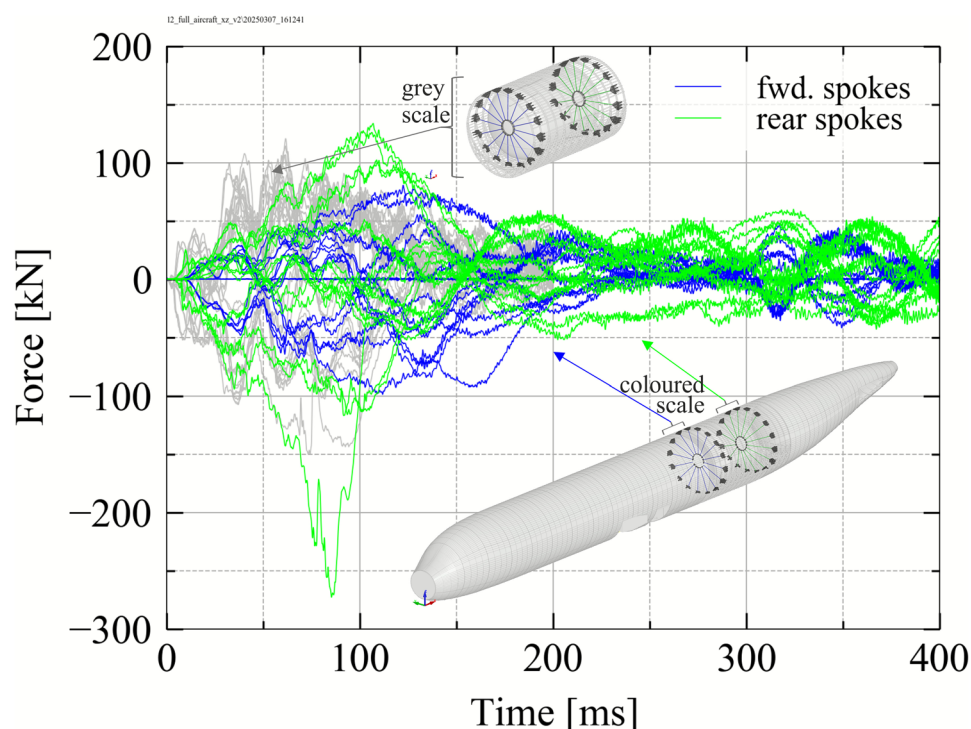 I2_full_aircraft_xz_v2\20250307_161241
200
100
0
−100
−200
−300
0
100
200
300
400
Force [kN]
Time [ms]
grey
scale
fwd. spokes
rear spokes
coloured
scale